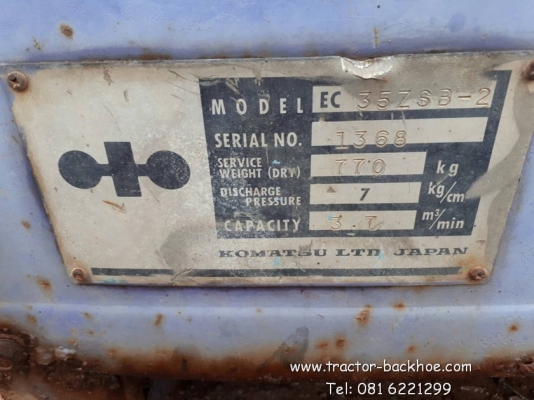 MODEL EC 35ZSB-2
SERIAL NO. 1368
SERVICE WEIGHT (DRY) 770 kg
DISCHARGE PRESSURE 7 kg/cm
CAPACITY 3.7 m³/min
KOMATSU LTD. JAPAN
www.tractor-backhoe.com
Tel: 081 6221299